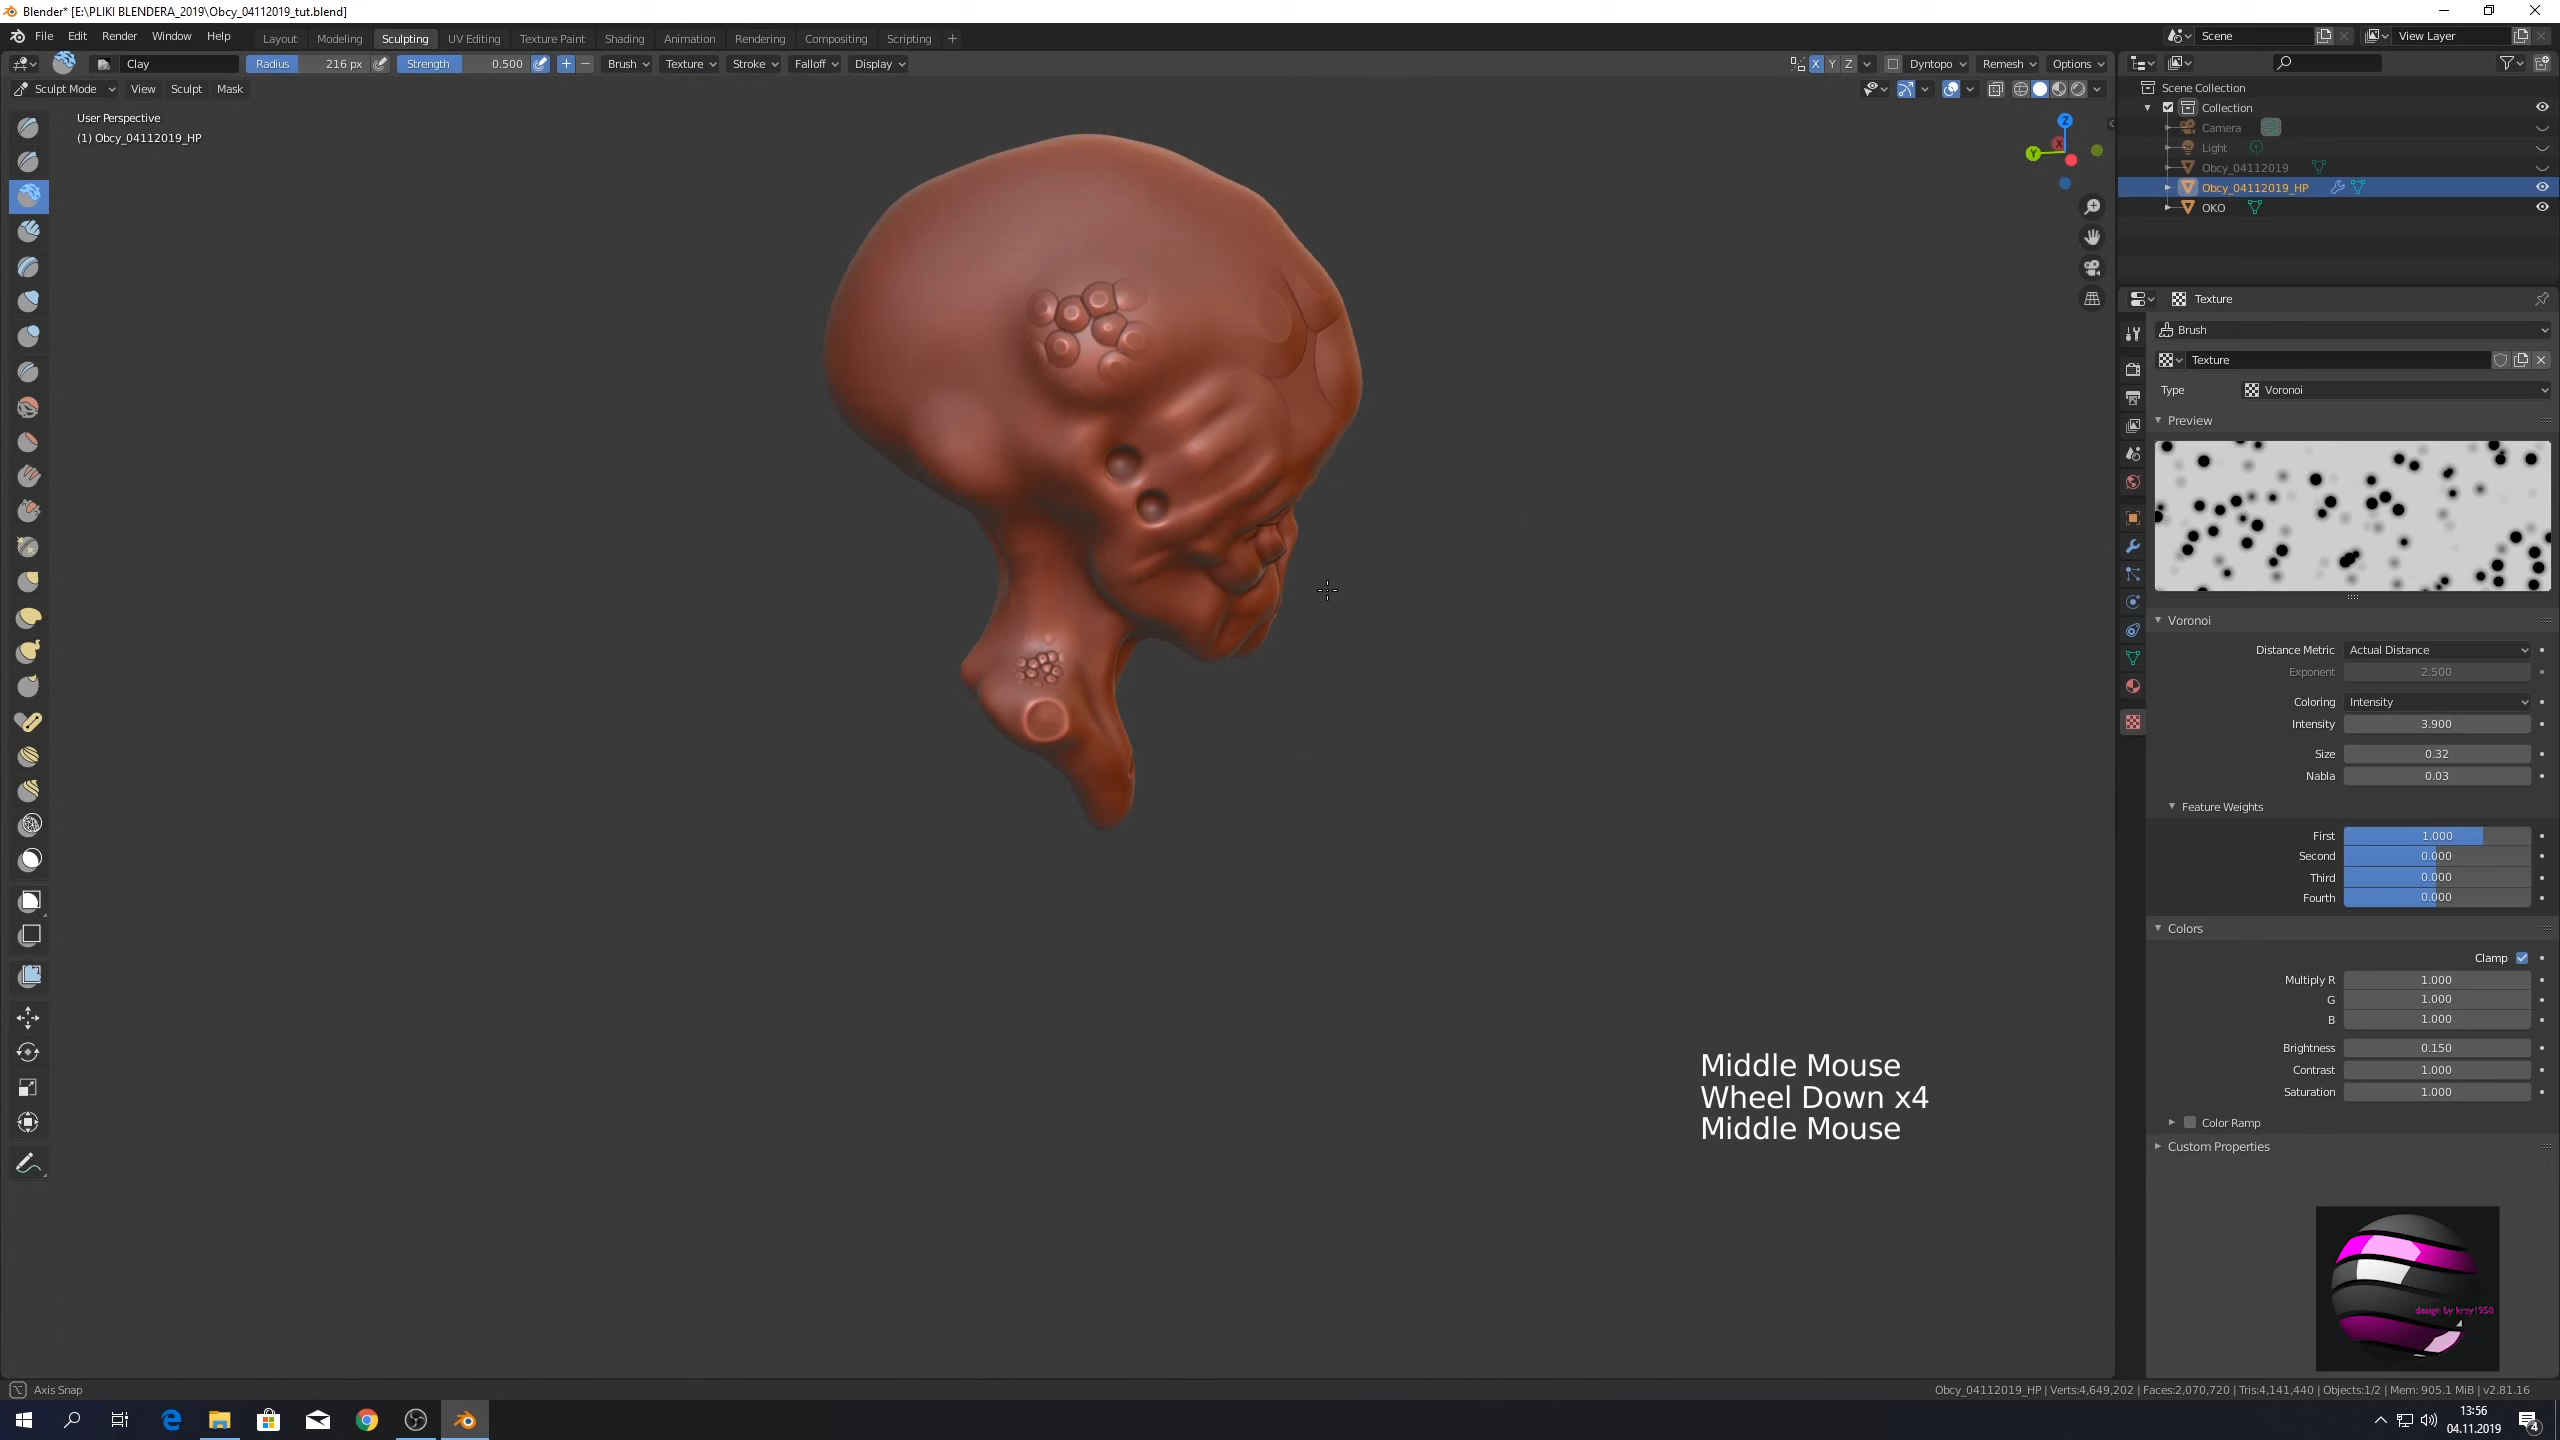 Blender* [E:\PLIKI BLENDERA_2019\Obcy_04112019_tut.blend]
File Edit Render Window Help Layout Modeling Sculpting UV Editing Texture Paint Shading Animation Rendering Compositing Scripting Scene View Layer
Clay Radius 216 px Strength 0.500 Brush Texture Stroke Falloff Display X Y Z Dyntopo Remesh Options
Sculpt Mode View Sculpt Mask
User Perspective
(1) Obcy_04112019_HP
Z
Y X
Scene Collection
Collection
Camera
Light
Obcy_04112019
Obcy_04112019_HP
OKO
Texture
Brush
Texture
Type Voronoi
Preview
Voronoi
Distance Metric Actual Distance
Exponent 2.500
Coloring Intensity
Intensity 3.900
Size 0.32
Nabla 0.03
Feature Weights
First 1.000
Second 0.000
Third 0.000
Fourth 0.000
Colors
Clamp
Multiply R 1.000
G 1.000
B 1.000
Brightness 0.150
Contrast 1.000
Saturation 1.000
Color Ramp
Custom Properties
Middle Mouse
Wheel Down x4
Middle Mouse
design by krzy1958
Axis Snap
Obcy_04112019_HP | Verts:4,649,202 | Faces:2,070,720 | Tris:4,141,440 | Objects:1/2 | Mem: 905.1 MiB | v2.81.16
13:56
04.11.2019
4